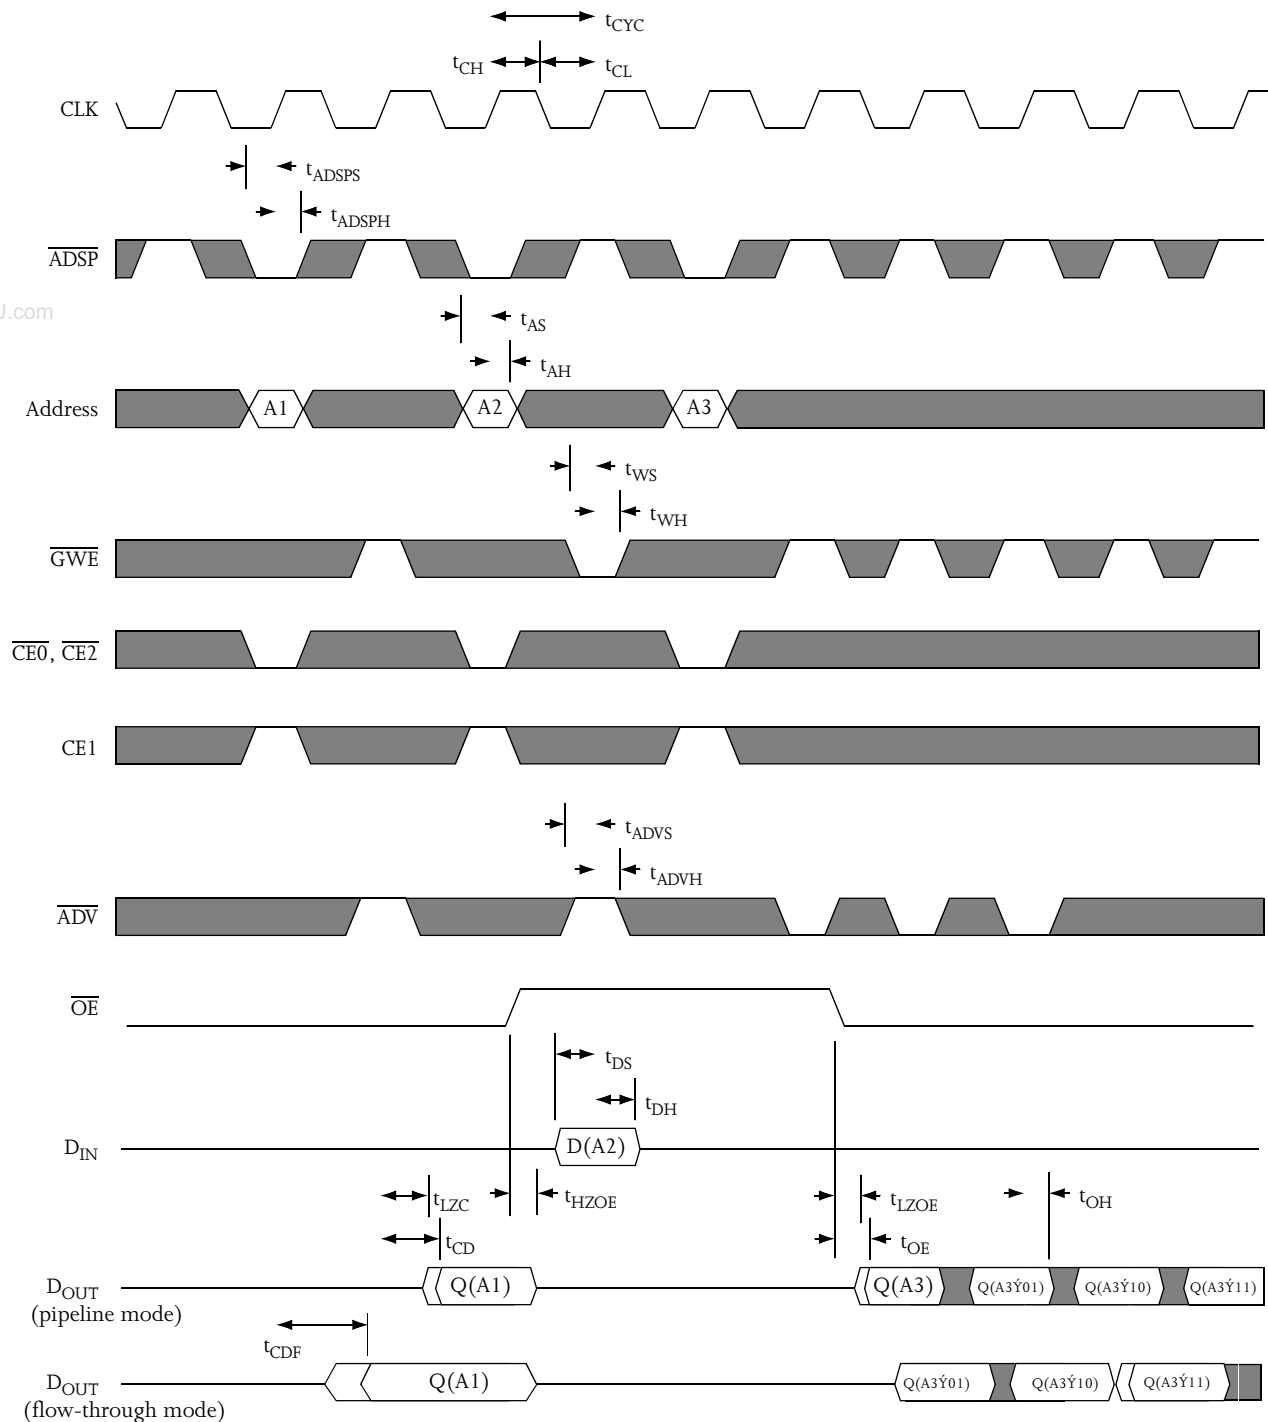 tCYC
tCH tCL
CLK
tADSPS
tADSPH
ADSP
J.com
tAS
tAH
Address A1 A2 A3
tWS
tWH
GWE
CE0, CE2
CE1
tADVS
tADVH
ADV
OE
tDS
tDH
DIN D(A2)
tLZC tHZOE tLZOE tOH
tCD tOE
DOUT Q(A1) Q(A3) Q(A3Ý01) Q(A3Ý10) Q(A3Ý11)
(pipeline mode)
tCDF
DOUT Q(A1) Q(A3Ý01) Q(A3Ý10) Q(A3Ý11)
(flow-through mode)